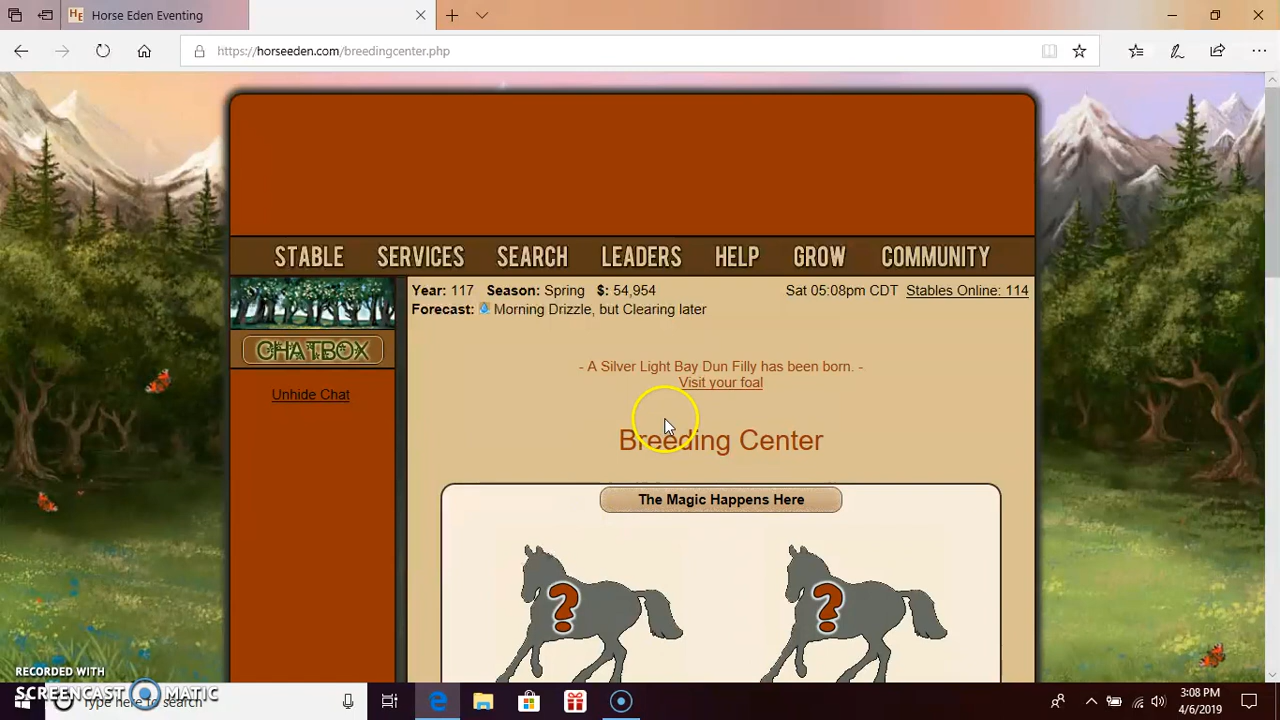 Horse Eden Eventing
https://horseeden.com/breedingcenter.php
STABLE SERVICES SEARCH LEADERS HELP GROW COMMUNITY
Year: 117 Season: Spring $: 54,954 Sat 05:08pm CDT Stables Online: 114
Forecast: Morning Drizzle, but Clearing later
CHATBOX
Unhide Chat
- A Silver Light Bay Dun Filly has been born. -
Visit your foal
Breeding Center
The Magic Happens Here
?
?
RECORDED WITH
SCREENCAST MATIC
Type here to search
3:08 PM
4/6/2019